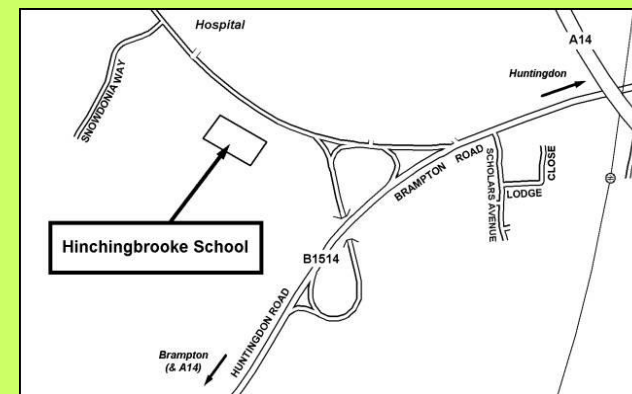 Hospital
A14
Huntingdon
SNOWDONIA WAY
BRAMPTON ROAD
SCHOLARS AVENUE
LODGE CLOSE
Hinchingbrooke School
B1514
HUNTINGDON ROAD
Brampton
(& A14)